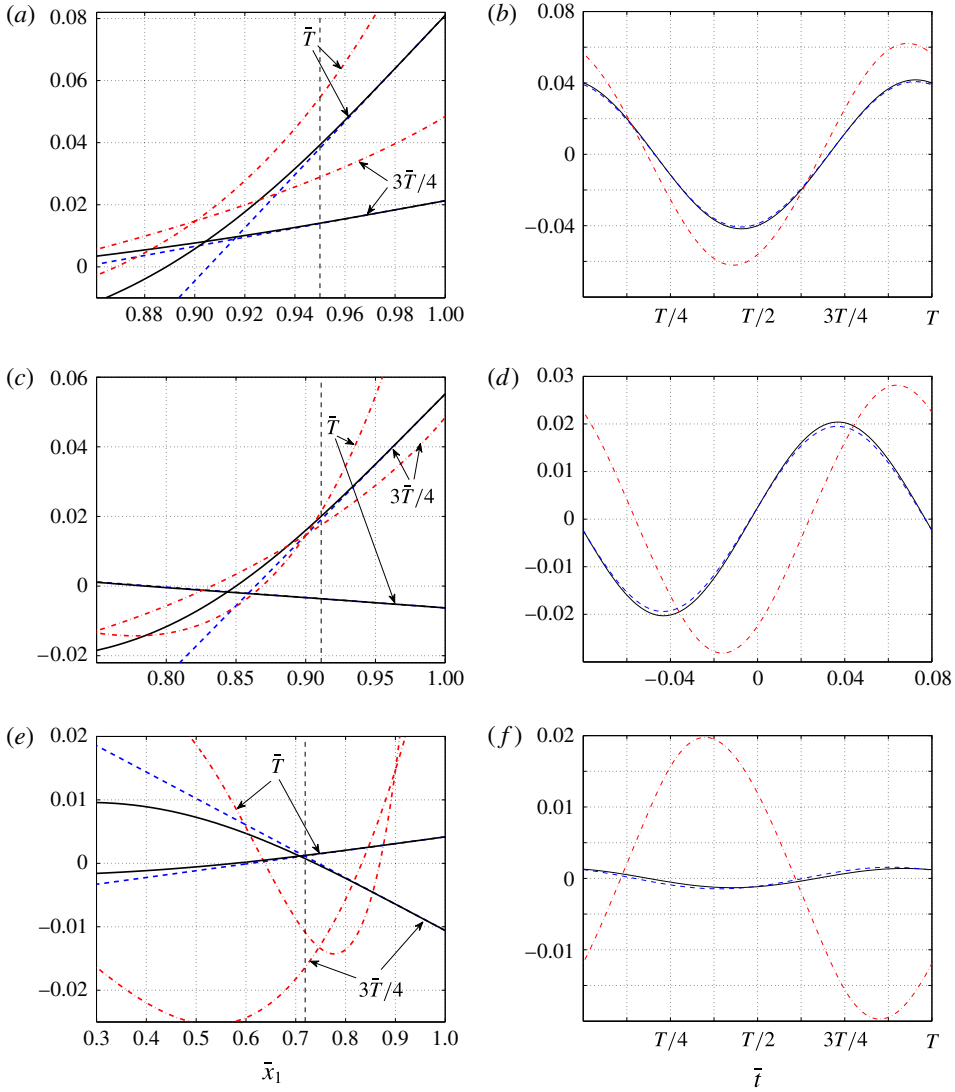 (a)
0.08
0.06
0.04
0.02
0
T̄
3T̄/4
0.88 0.90 0.92 0.94 0.96 0.98 1.00
(b)
0.08
0.04
0
−0.04
T/4 T/2 3T/4 T
(c)
0.06
0.04
0.02
0
−0.02
T̄
3T̄/4
0.80 0.85 0.90 0.95 1.00
(d)
0.03
0.02
0.01
0
−0.01
−0.02
−0.04 0 0.04 0.08
(e)
0.02
0.01
0
−0.01
−0.02
T̄
3T̄/4
0.3 0.4 0.5 0.6 0.7 0.8 0.9 1.0
x̄1
(f)
0.02
0.01
0
−0.01
T/4 T/2 3T/4 T
t̄